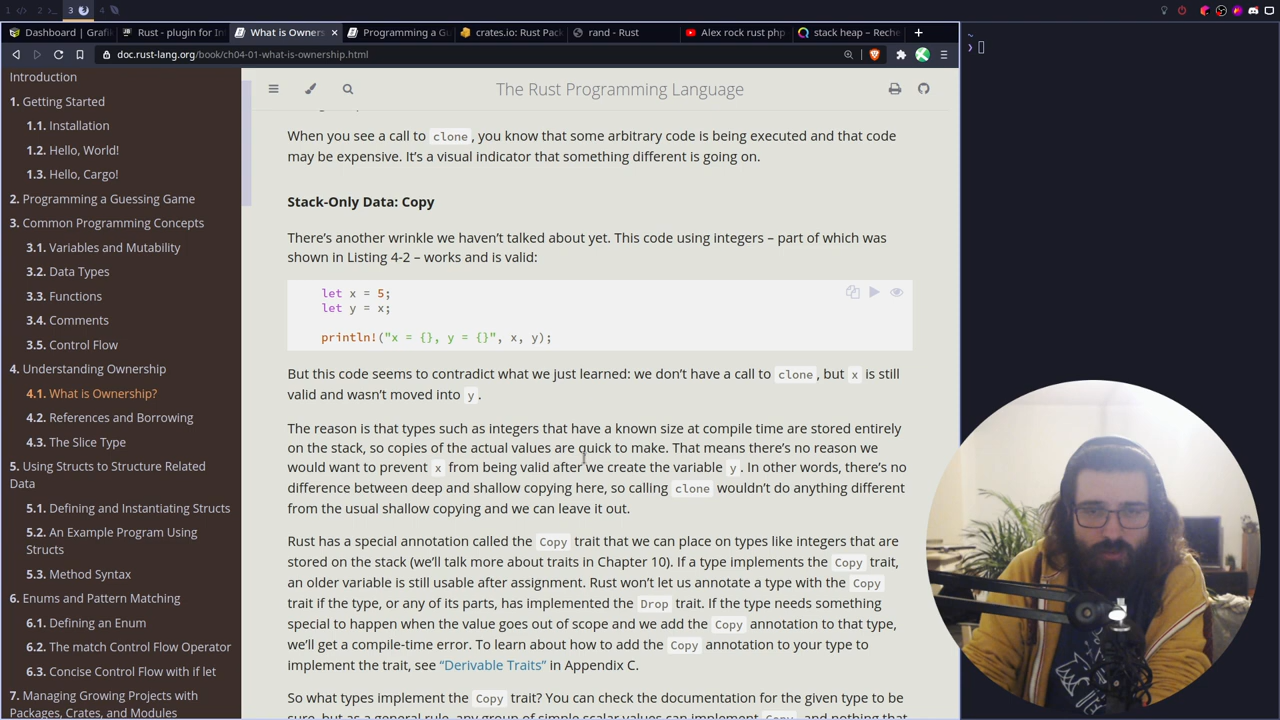 1
2
3
4
Dashboard | Grafi
Rust - plugin for In
What is Owners
Programming a Gu
crates.io: Rust Pack
rand - Rust
Alex rock rust php
stack heap – Reche
doc.rust-lang.org/book/ch04-01-what-is-ownership.html
Introduction
1. Getting Started
1.1. Installation
1.2. Hello, World!
1.3. Hello, Cargo!
2. Programming a Guessing Game
3. Common Programming Concepts
3.1. Variables and Mutability
3.2. Data Types
3.3. Functions
3.4. Comments
3.5. Control Flow
4. Understanding Ownership
4.1. What is Ownership?
4.2. References and Borrowing
4.3. The Slice Type
5. Using Structs to Structure Related
Data
5.1. Defining and Instantiating Structs
5.2. An Example Program Using
Structs
5.3. Method Syntax
6. Enums and Pattern Matching
6.1. Defining an Enum
6.2. The match Control Flow Operator
6.3. Concise Control Flow with if let
7. Managing Growing Projects with
Packages, Crates, and Modules
The Rust Programming Language
When you see a call to clone, you know that some arbitrary code is being executed and that code
may be expensive. It’s a visual indicator that something different is going on.
Stack-Only Data: Copy
There’s another wrinkle we haven’t talked about yet. This code using integers – part of which was
shown in Listing 4-2 – works and is valid:
let x = 5;
let y = x;
println!("x = {}, y = {}", x, y);
But this code seems to contradict what we just learned: we don’t have a call to clone, but x is still
valid and wasn’t moved into y.
The reason is that types such as integers that have a known size at compile time are stored entirely
on the stack, so copies of the actual values are quick to make. That means there’s no reason we
would want to prevent x from being valid after we create the variable y. In other words, there’s no
difference between deep and shallow copying here, so calling clone wouldn’t do anything different
from the usual shallow copying and we can leave it out.
Rust has a special annotation called the Copy trait that we can place on types like integers that are
stored on the stack (we’ll talk more about traits in Chapter 10). If a type implements the Copy trait,
an older variable is still usable after assignment. Rust won’t let us annotate a type with the Copy
trait if the type, or any of its parts, has implemented the Drop trait. If the type needs something
special to happen when the value goes out of scope and we add the Copy annotation to that type,
we’ll get a compile-time error. To learn about how to add the Copy annotation to your type to
implement the trait, see “Derivable Traits” in Appendix C.
So what types implement the Copy trait? You can check the documentation for the given type to be
sure, but as a general rule, any group of simple scalar values can implement Copy, and nothing that
~
❯